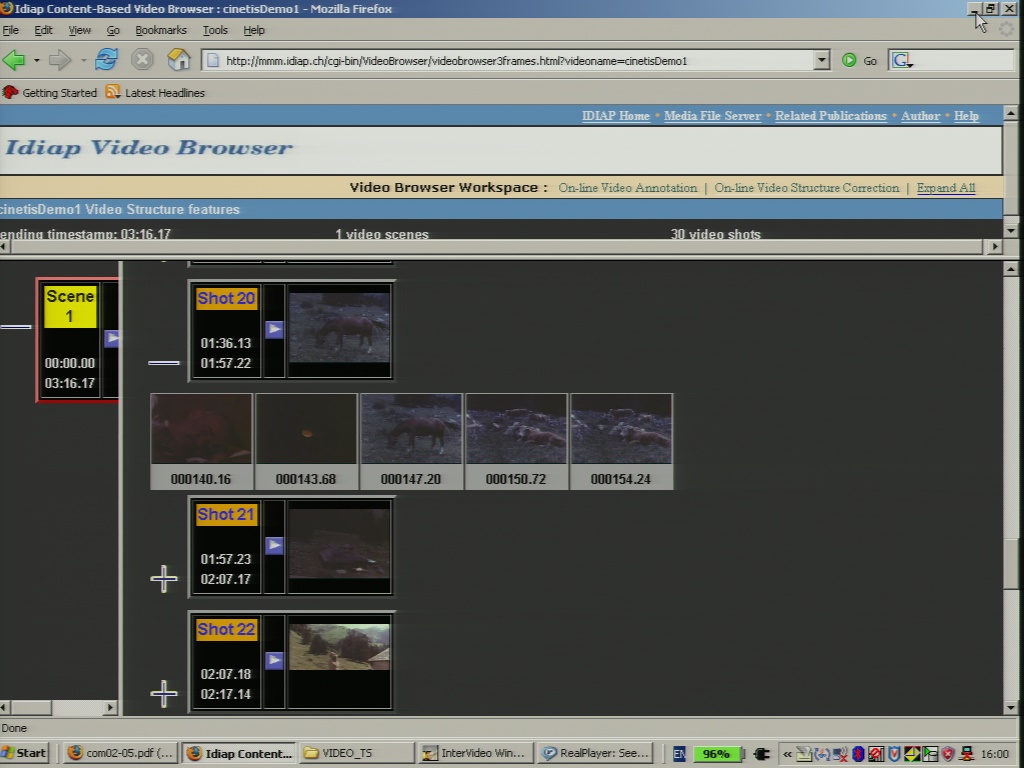 Idiap Content-Based Video Browser : cinetisDemo1 - Mozilla Firefox
File Edit View Go Bookmarks Tools Help
http://mmm.idiap.ch/cgi-bin/VideoBrowser/videobrowser3frames.html?videoname=cinetisDemo1 Go G
Getting Started Latest Headlines
IDIAP Home • Media File Server • Related Publications • Author • Help
Idiap Video Browser
Video Browser Workspace : On-line Video Annotation | On-line Video Structure Correction | Expand All
cinetisDemo1 Video Structure features
ending timestamp: 03:16.17 1 video scenes 30 video shots
Scene
1
00:00.00
03:16.17
Shot 20
01:36.13
01:57.22
000140.16 000143.68 000147.20 000150.72 000154.24
Shot 21
01:57.23
02:07.17
Shot 22
02:07.18
02:17.14
Done
Start com02-05.pdf (... Idiap Content... VIDEO_TS InterVideo Win... RealPlayer: See... EN 96% « 16:00